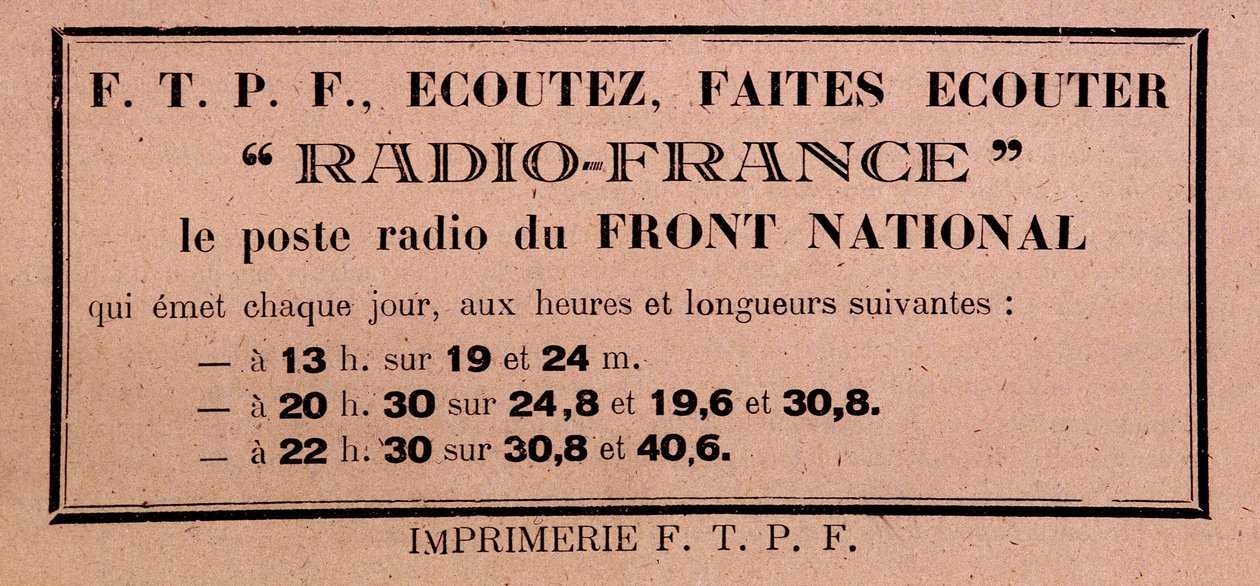 F. T. P. F., ECOUTEZ, FAITES ECOUTER
“ RADIO-FRANCE ”
le poste radio du FRONT NATIONAL
qui émet chaque jour, aux heures et longueurs suivantes :
— à 13 h. sur 19 et 24 m.
— à 20 h. 30 sur 24,8 et 19,6 et 30,8.
— à 22 h. 30 sur 30,8 et 40,6.
IMPRIMERIE F. T. P. F.